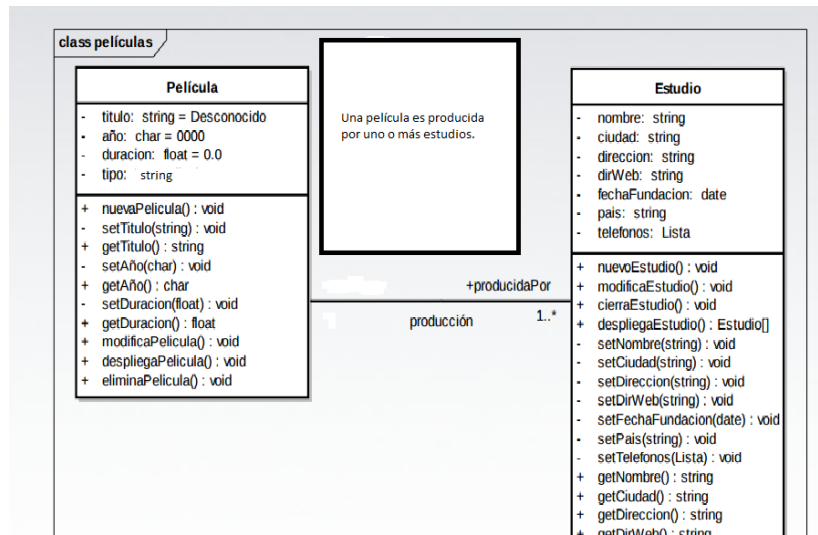 class películas
Película
- titulo: string = Desconocido
- año: char = 0000
- duracion: float = 0.0
- tipo: string
+ nuevaPelicula() : void
- setTitulo(string) : void
+ getTitulo() : string
- setAño(char) : void
+ getAño() : char
- setDuracion(float) : void
+ getDuracion() : float
+ modificaPelicula() : void
+ despliegaPelicula() : void
+ eliminaPelicula() : void
Una película es producida
por uno o más estudios.
+producidaPor
producción
1..*
Estudio
- nombre: string
- ciudad: string
- direccion: string
- dirWeb: string
- fechaFundacion: date
- pais: string
- telefonos: Lista
+ nuevoEstudio() : void
+ modificaEstudio() : void
+ cierraEstudio() : void
+ despliegaEstudio() : Estudio[]
- setNombre(string) : void
- setCiudad(string) : void
- setDireccion(string) : void
- setDirWeb(string) : void
- setFechaFundacion(date) : void
- setPais(string) : void
- setTelefonos(Lista) : void
+ getNombre() : string
+ getCiudad() : string
+ getDireccion() : string
+ getDirWeb() : string